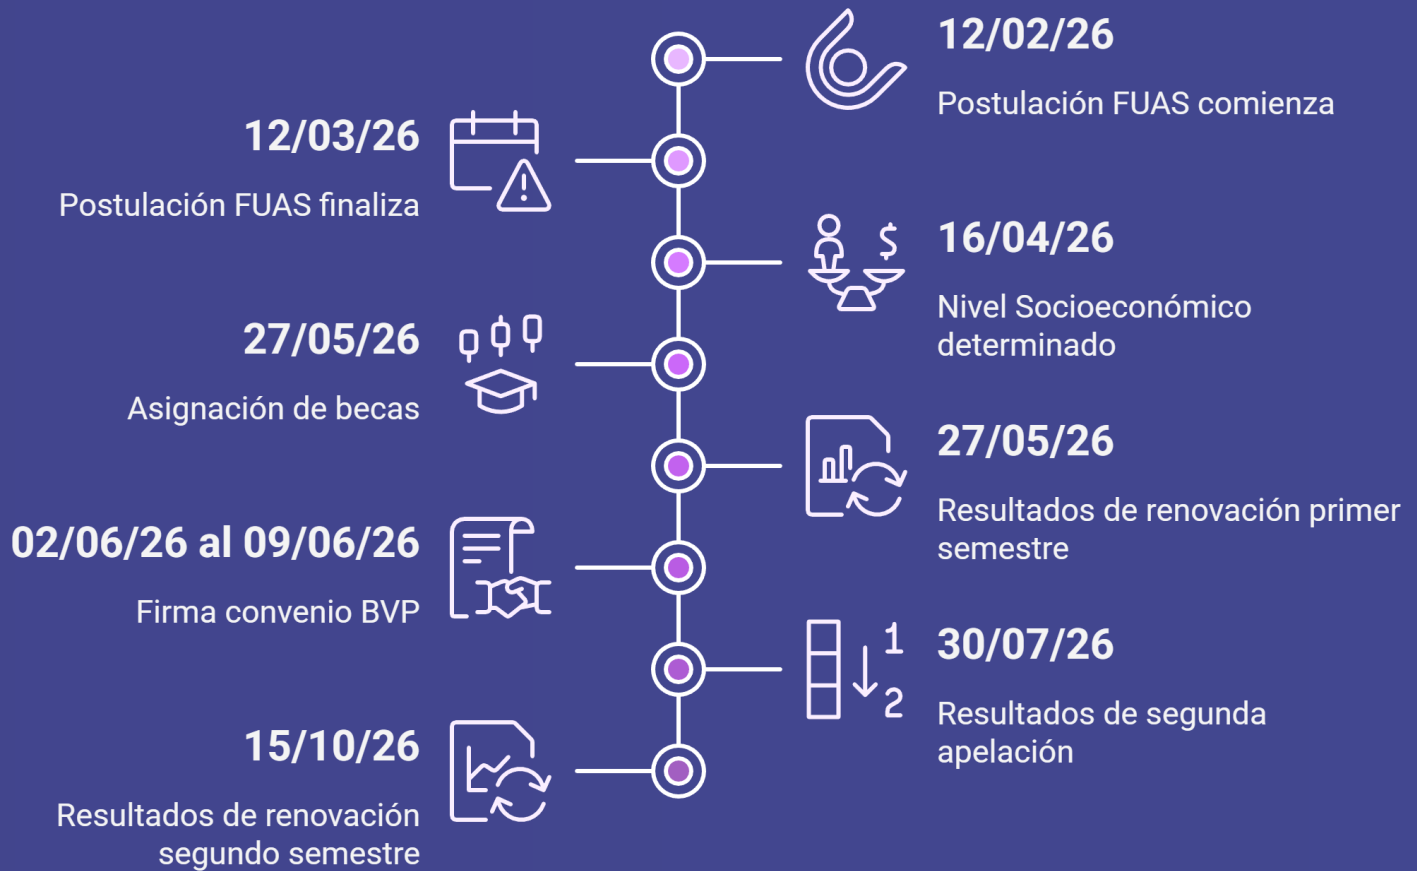 12/02/26
Postulación FUAS comienza
12/03/26
Postulación FUAS finaliza
$
16/04/26
Nivel Socioeconómico
determinado
27/05/26
Asignación de becas
27/05/26
Resultados de renovación primer
semestre
02/06/26 al 09/06/26
Firma convenio BVP
1
2
30/07/26
Resultados de segunda
apelación
15/10/26
Resultados de renovación
segundo semestre